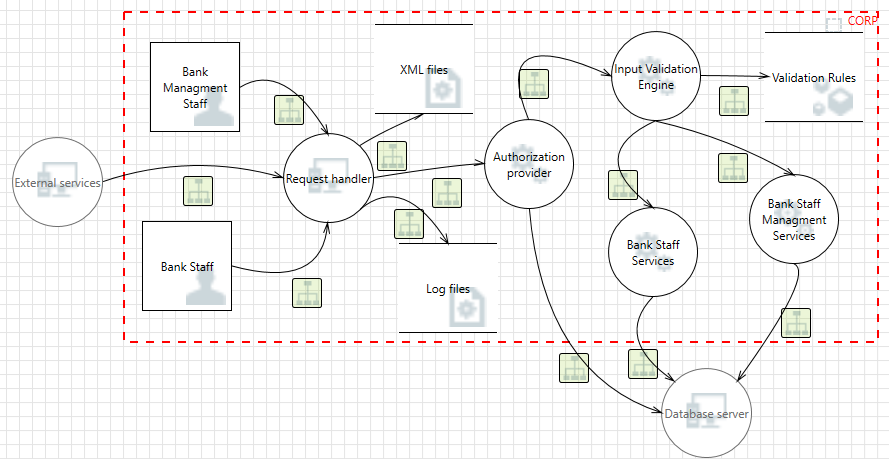 CORP
Bank
Managment
Staff
XML files
Input Validation
Engine
Validation Rules
External services
Request handler
Authorization
provider
Bank Staff
Managment
Services
Bank Staff
Services
Bank Staff
Log files
Database server